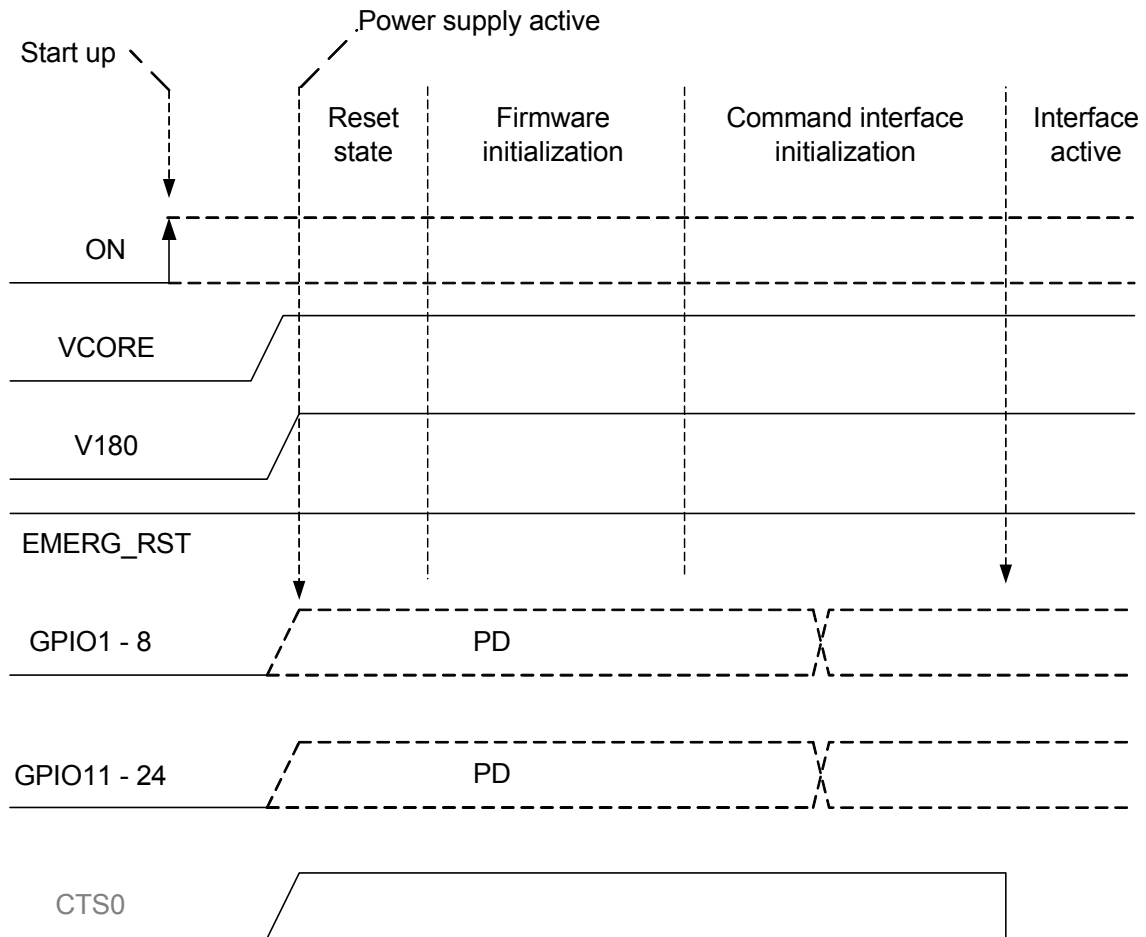 Power supply active
Start up
Reset state
Firmware initialization
Command interface initialization
Interface active
ON
VCORE
V180
EMERG_RST
GPIO1 - 8
PD
GPIO11 - 24
PD
CTS0